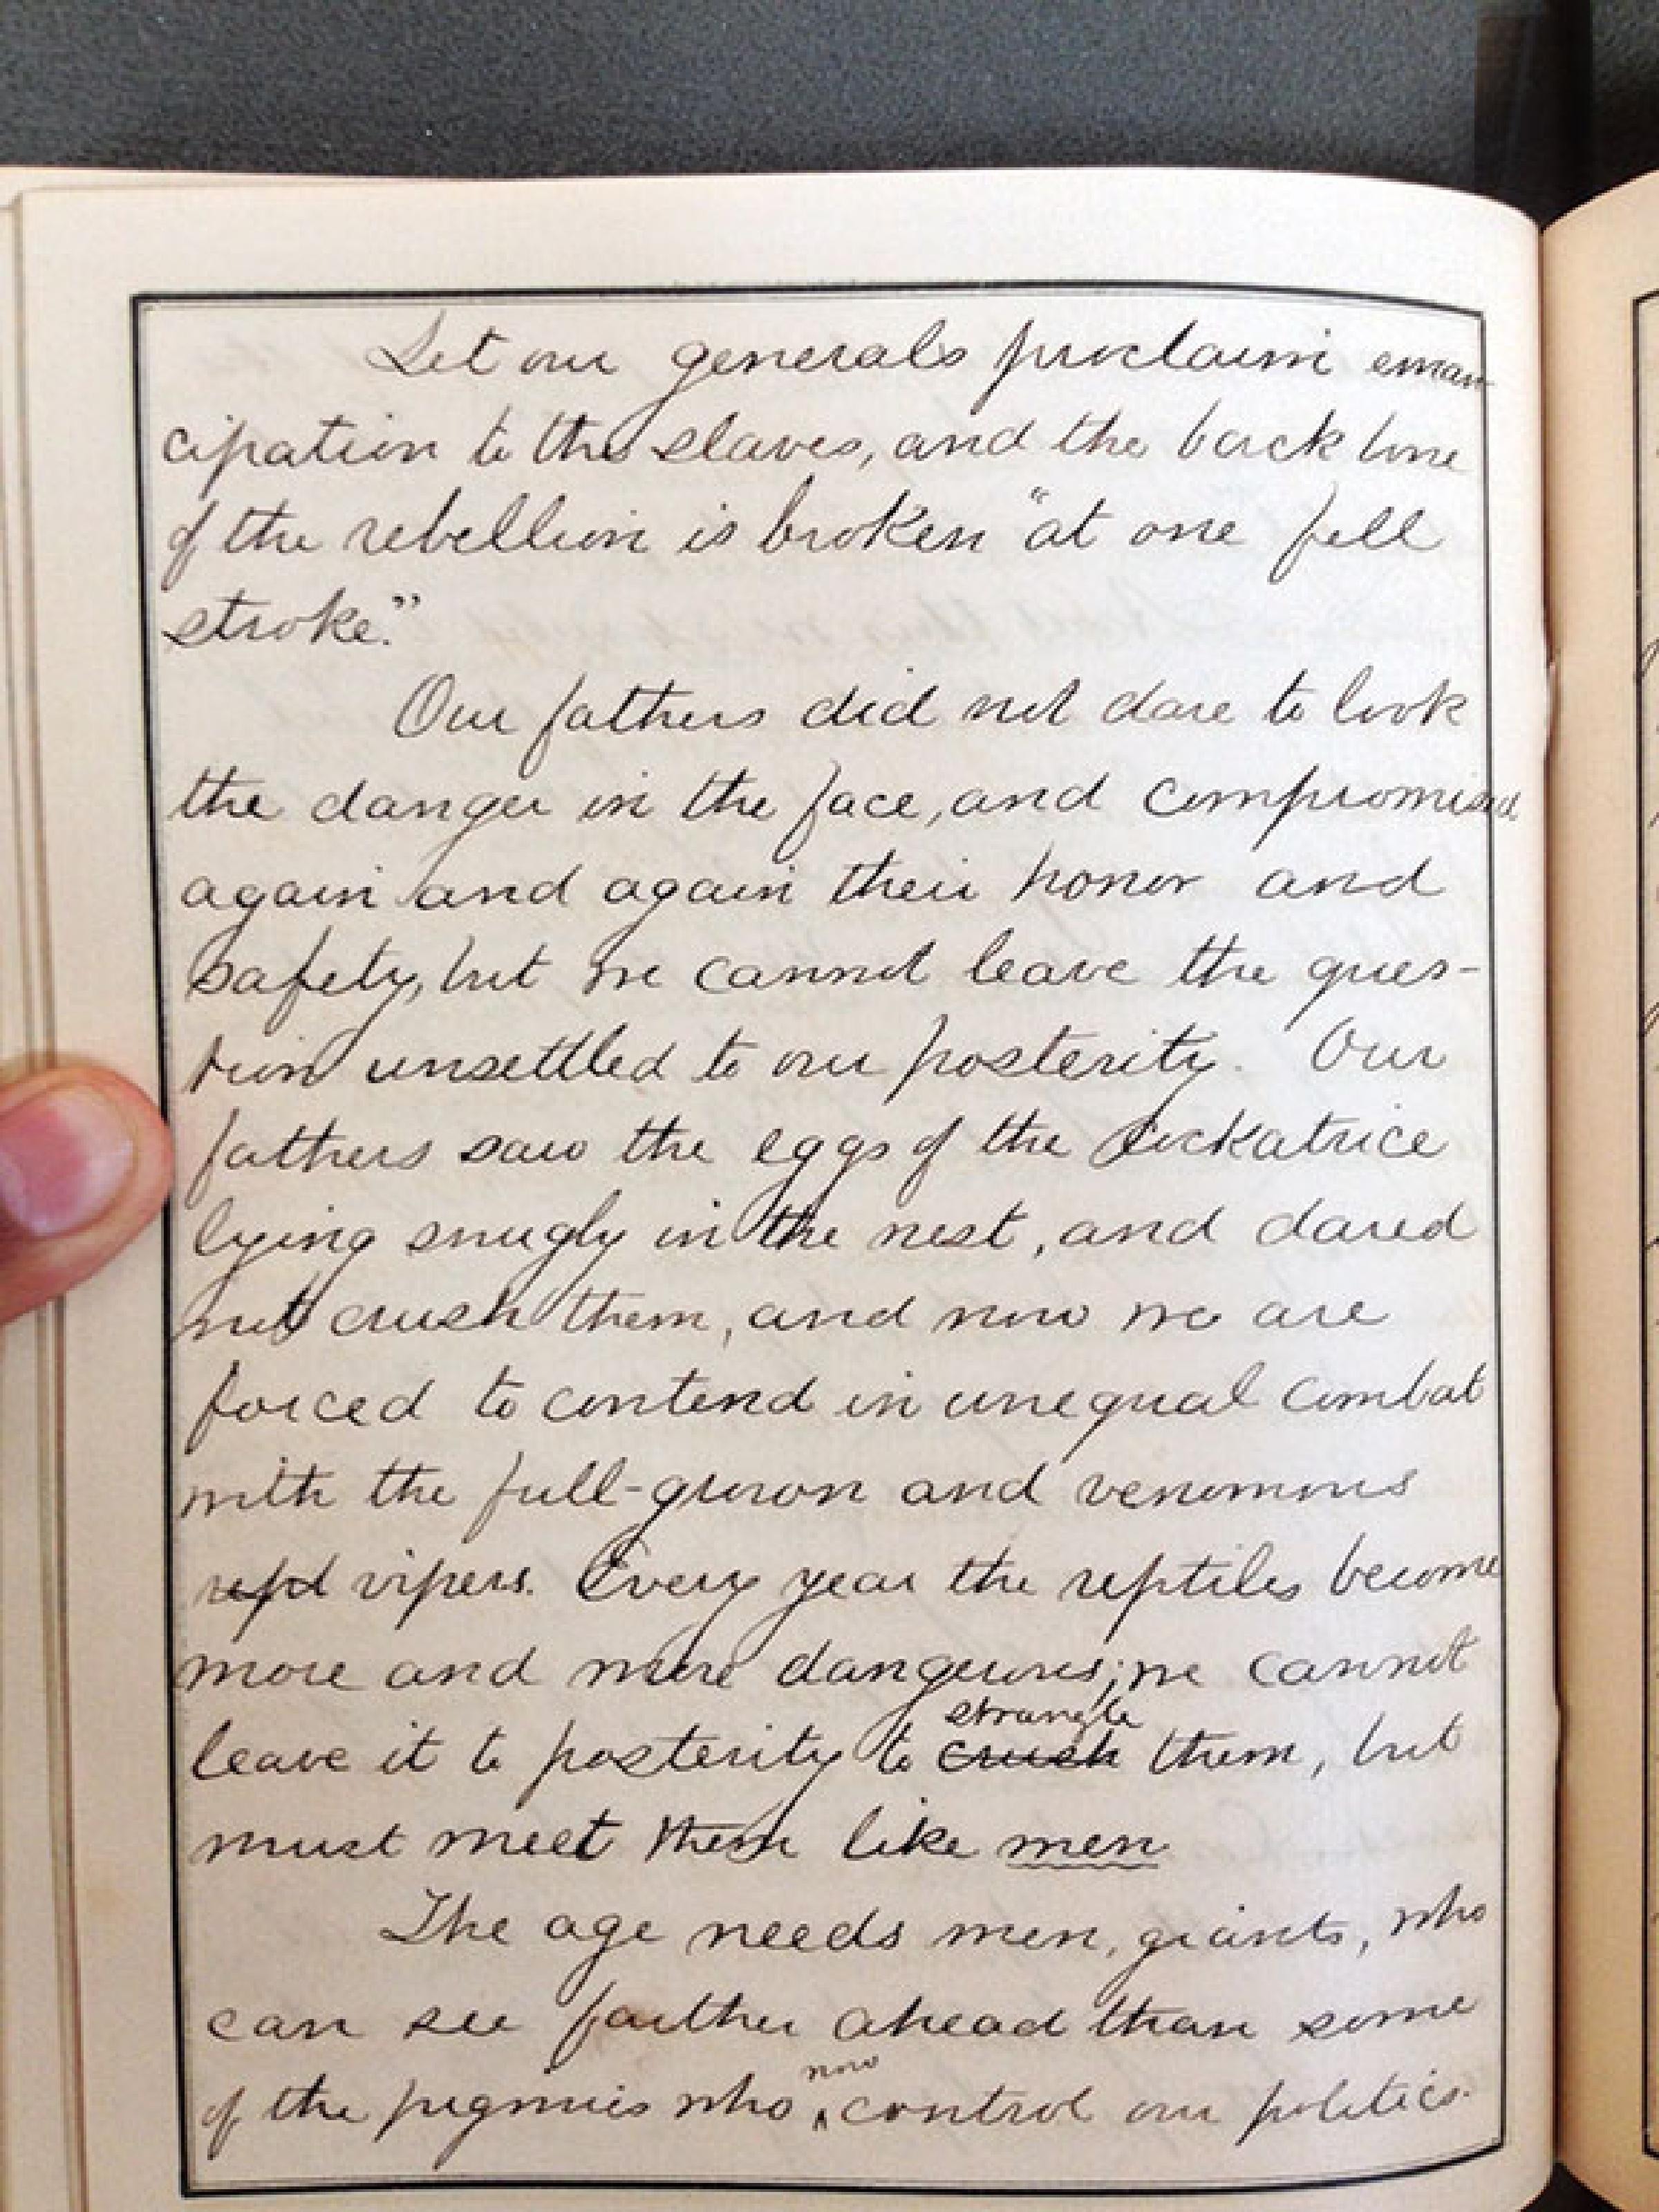 Let our generals proclaim eman-
cipation to the slaves, and the back bone
of the rebellion is broken "at one fell
stroke."
Our fathers did not dare to look
the danger in the face, and compromised
again and again their honor and
safety, but we cannot leave the ques-
tion unsettled to our posterity. Our
fathers saw the eggs of the cockatrice
lying snugly in the nest, and dared
not crush them, and now we are
forced to contend in unequal combat
with the full-grown and venomous
rept vipers. Every year the reptiles become
more and more dangerous; we cannot
strangle
leave it to posterity to crush them, but
must meet them like men
The age needs men, giants, who
can see farther ahead than some
now
of the pigmies who ‸ control our politics.